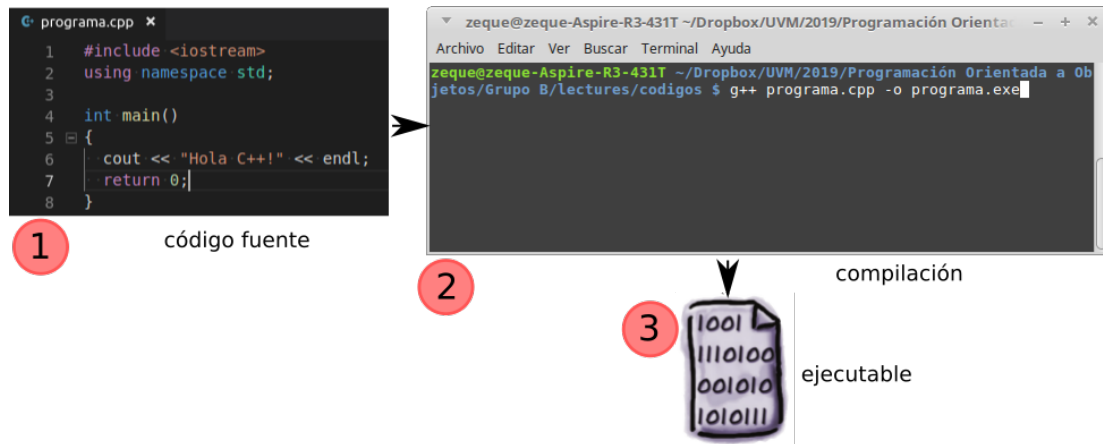 programa.cpp ×
1 #include <iostream>
2 using namespace std;
3
4 int main()
5 {
6 cout << "Hola C++!" << endl;
7 return 0;
8 }
1
código fuente
zeque@zeque-Aspire-R3-431T ~/Dropbox/UVM/2019/Programación Orienta
Archivo Editar Ver Buscar Terminal Ayuda
zeque@zeque-Aspire-R3-431T ~/Dropbox/UVM/2019/Programación Orientada a Ob
jetos/Grupo B/lectures/codigos $ g++ programa.cpp -o programa.exe
2
compilación
3
1001
1110100
001010
1010111
ejecutable